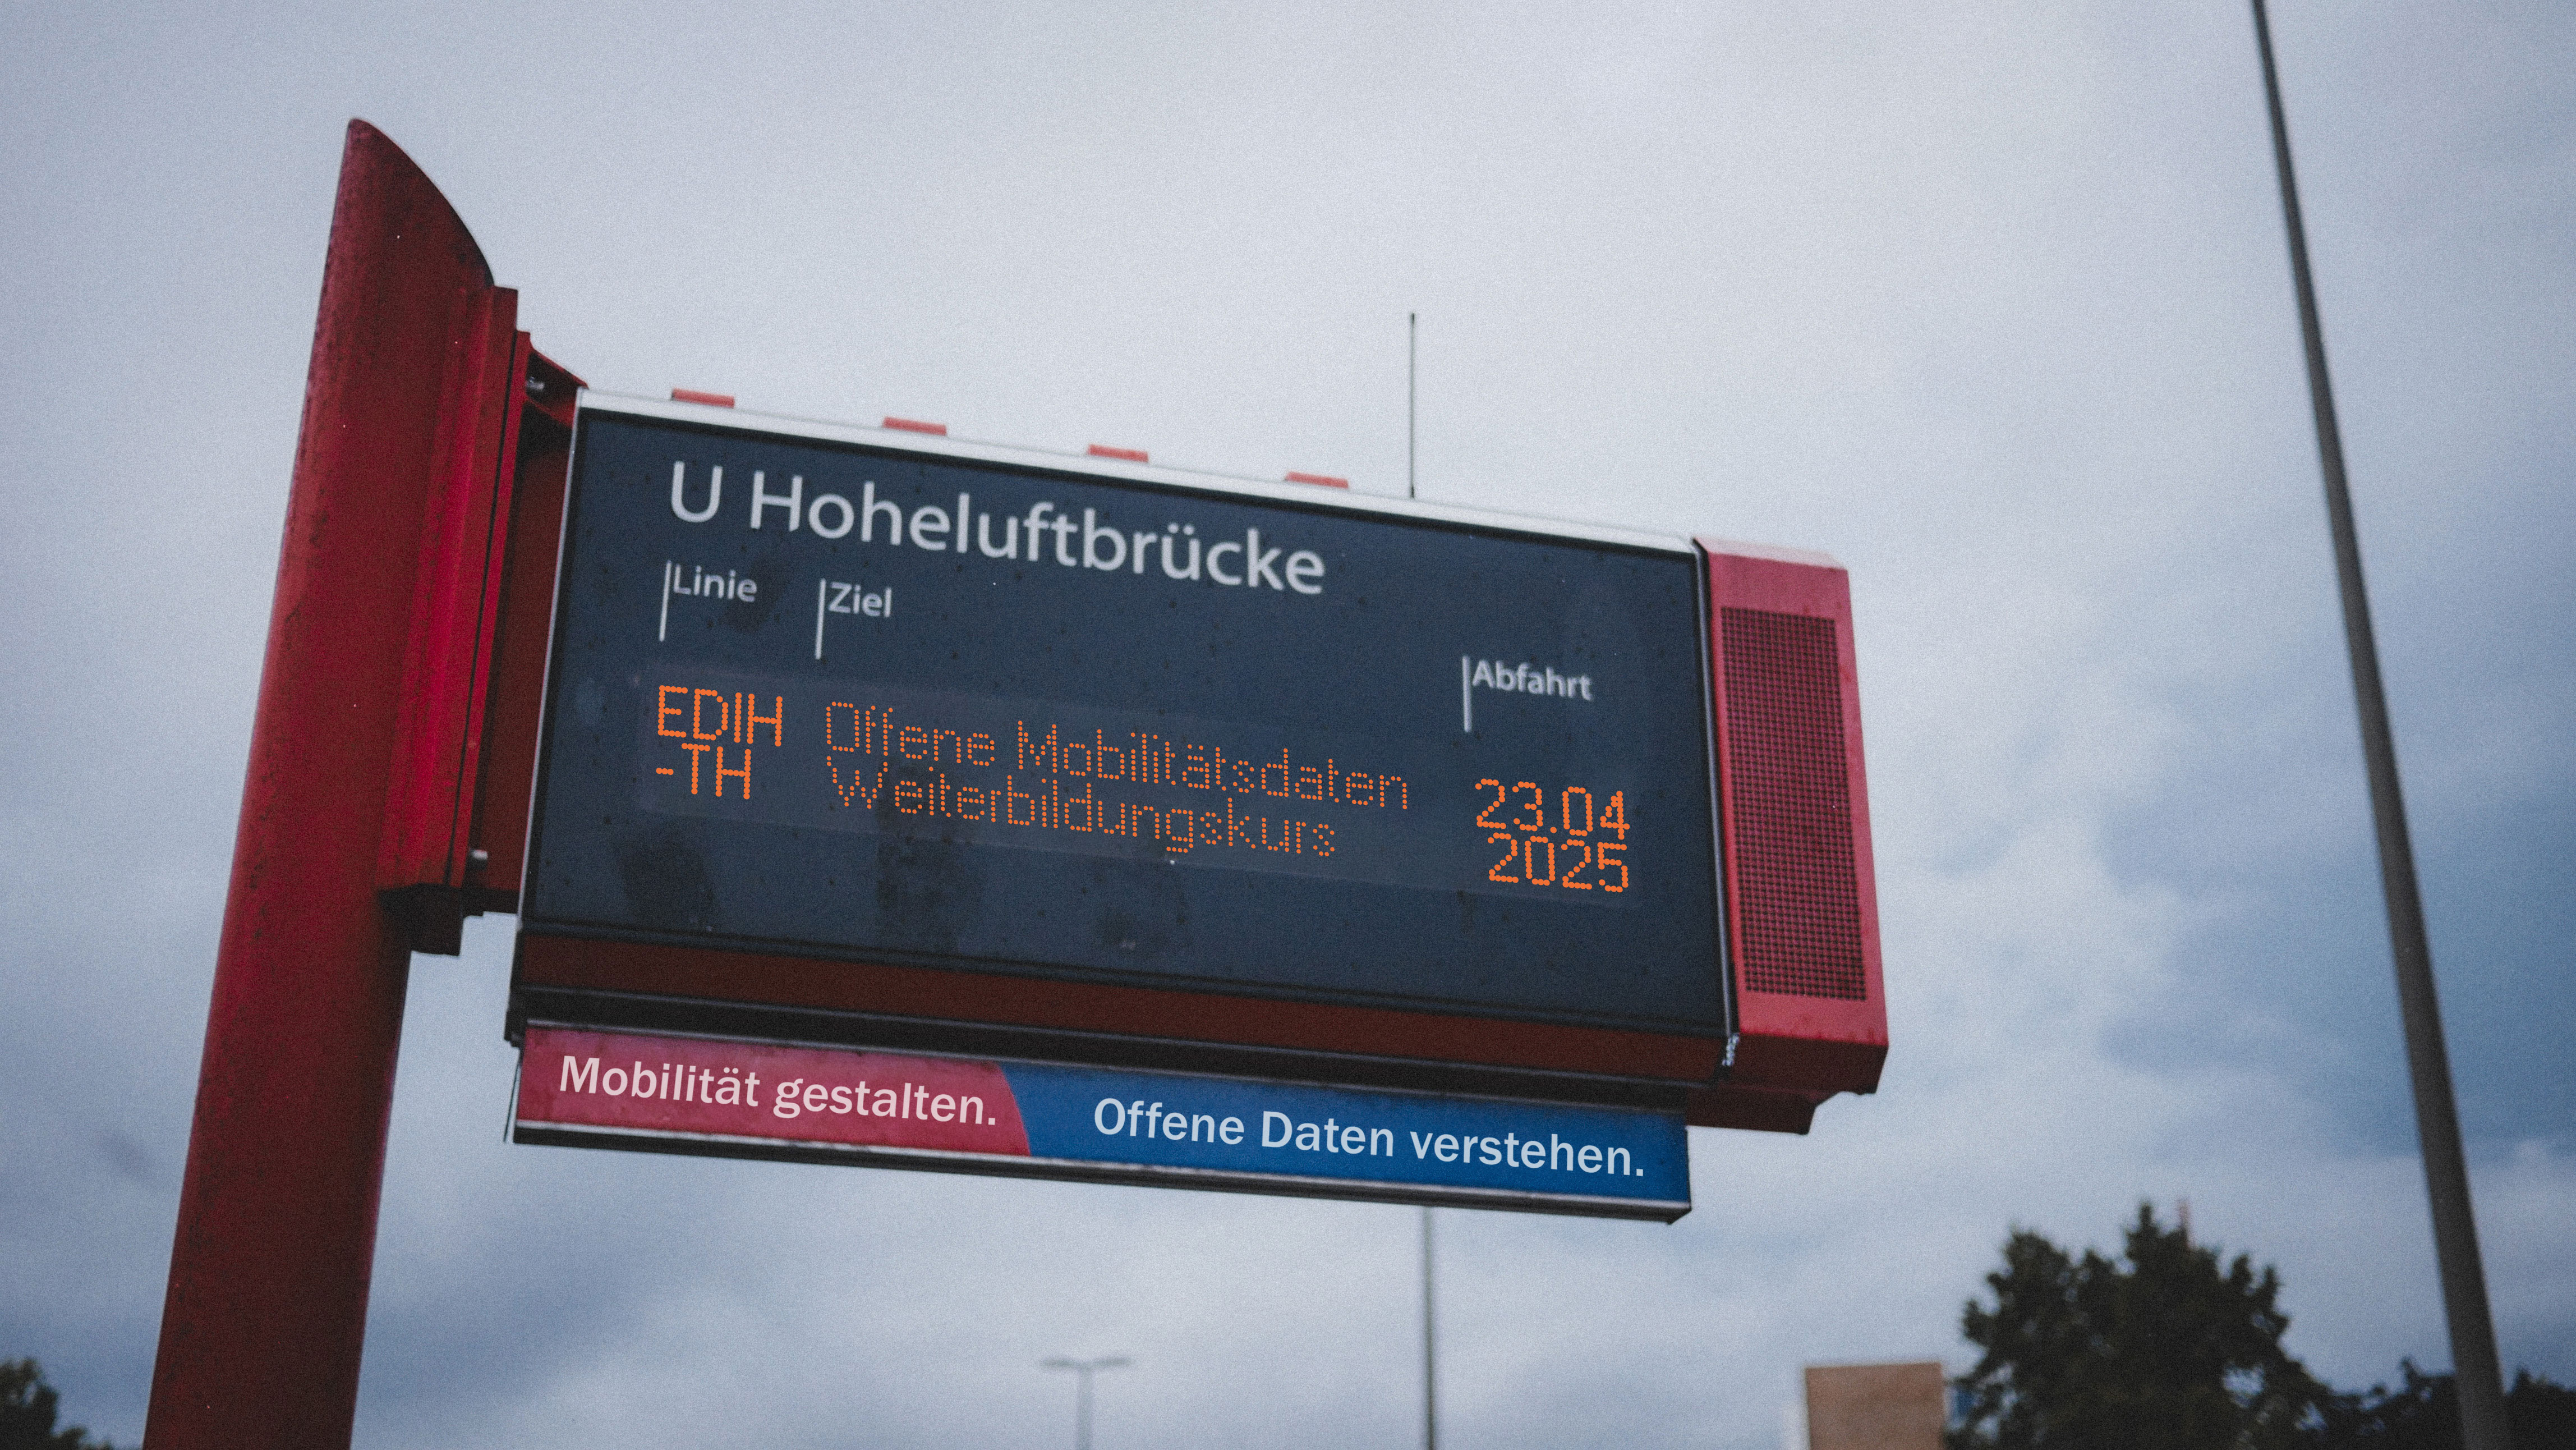 U Hoheluftbrücke
Linie
Ziel
Abfahrt
EDIH
-TH
Offene Mobilitätsdaten
Weiterbildungskurs
23.04
2025
Mobilität gestalten.
Offene Daten verstehen.